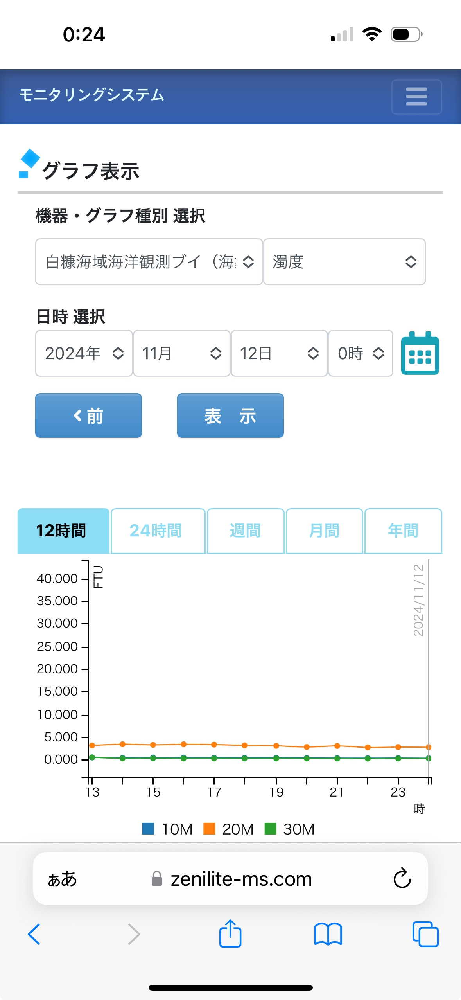 0:24
モニタリングシステム
グラフ表示
機器・グラフ種別 選択
白糠海域海洋観測ブイ（海
濁度
日時 選択
2024年
11月
12日
0時
前
表　示
12時間
24時間
週間
月間
年間
FTU
2024/11/12
40.000
35.000
30.000
25.000
20.000
15.000
10.000
5.000
0.000
13 15 17 19 21 23
時
10M 20M 30M
ぁあ
zenilite-ms.com